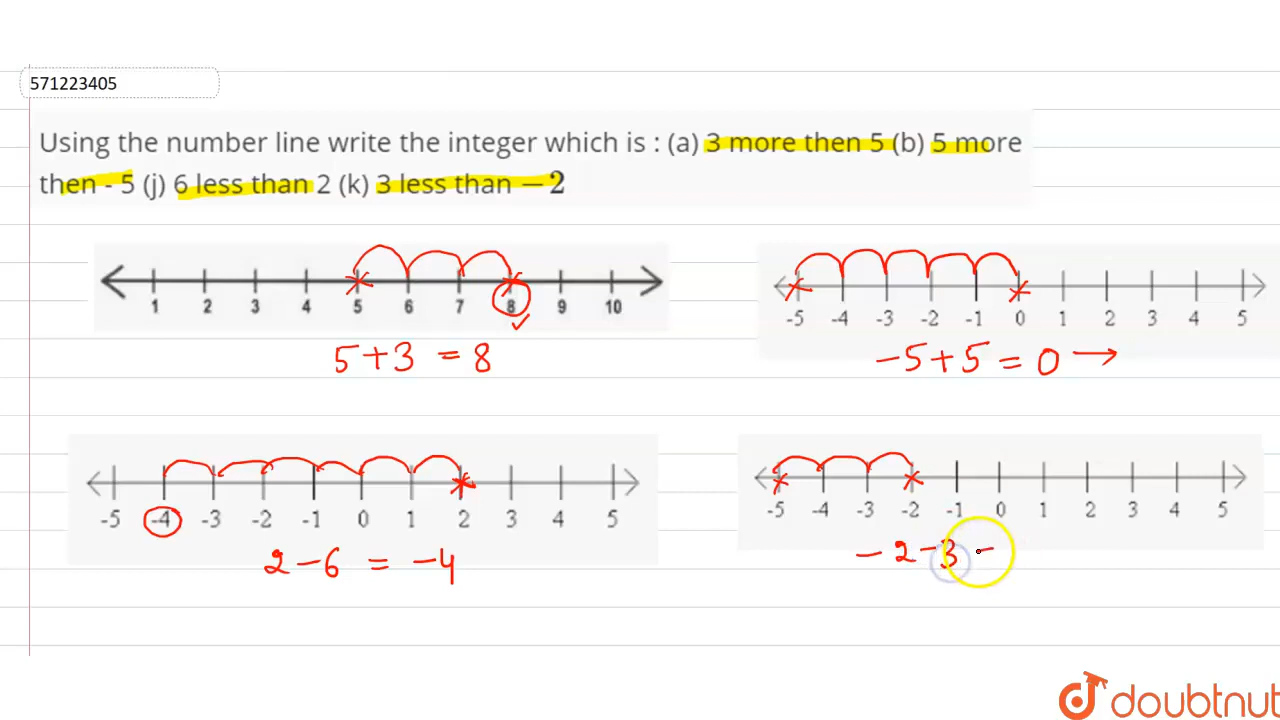 571223405
Using the number line write the integer which is : (a) 3 more then 5 (b) 5 more
then - 5 (j) 6 less than 2 (k) 3 less than −2
1 2 3 4 5 6 7 8 9 10
5+3 = 8
-5 -4 -3 -2 -1 0 1 2 3 4 5
-5+5 = 0 →
-5 -4 -3 -2 -1 0 1 2 3 4 5
2-6 = -4
-5 -4 -3 -2 -1 0 1 2 3 4 5
-2-3 -
doubtnut